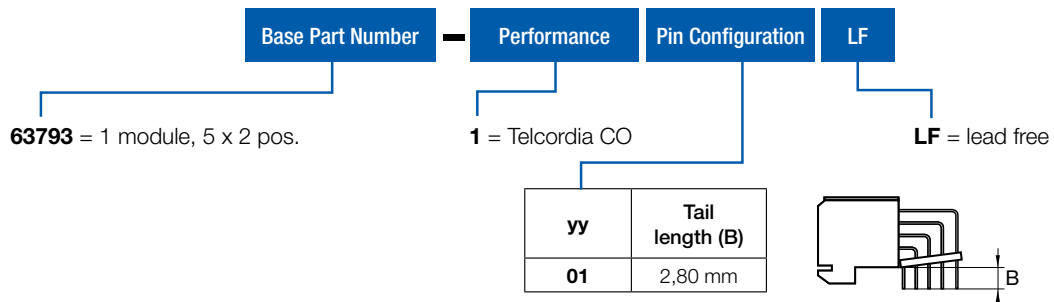 Base Part Number – Performance Pin Configuration LF
63793 = 1 module, 5 x 2 pos.
1 = Telcordia CO
LF = lead free
yy
Tail
length (B)
01
2,80 mm
B